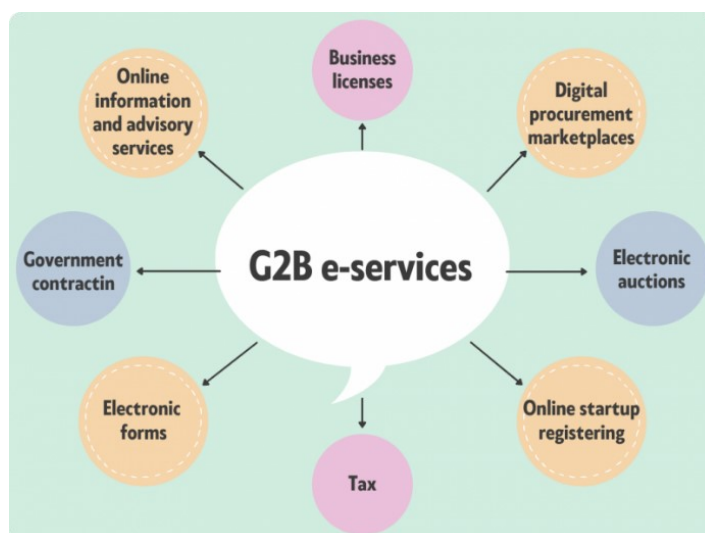 Business
licenses
Online
information
and advisory
services
Digital
procurement
marketplaces
Government
contractin
G2B e-services
Electronic
auctions
Electronic
forms
Online startup
registering
Tax